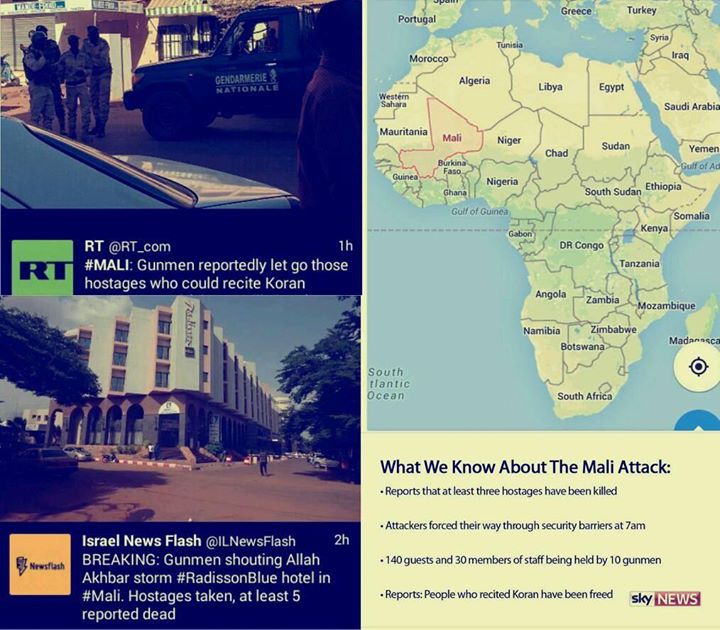 GENDARMERIE
NATIONALE
RT
RT @RT_com 1h
#MALI: Gunmen reportedly let go those
hostages who could recite Koran
Radisson
Newsflash
Israel News Flash @ILNewsFlash 2h
BREAKING: Gunmen shouting Allah
Akhbar storm #RadissonBlue hotel in
#Mali. Hostages taken, at least 5
reported dead
Spain
Portugal
Greece
Turkey
Syria
Iraq
Tunisia
Morocco
Algeria
Libya
Egypt
Western
Sahara
Saudi Arabia
Mauritania
Mali
Niger
Chad
Sudan
Yemen
Gulf of Ad
Burkina
Faso
Guinea
Ghana
Nigeria
South Sudan
Ethiopia
Somalia
Gulf of Guinea
Gabon
DR Congo
Kenya
Tanzania
Angola
Zambia
Mozambique
Namibia
Zimbabwe
Botswana
Madagasca
South
tlantic
Ocean
South Africa
What We Know About The Mali Attack:
• Reports that at least three hostages have been killed
• Attackers forced their way through security barriers at 7am
• 140 guests and 30 members of staff being held by 10 gunmen
• Reports: People who recited Koran have been freed
sky NEWS